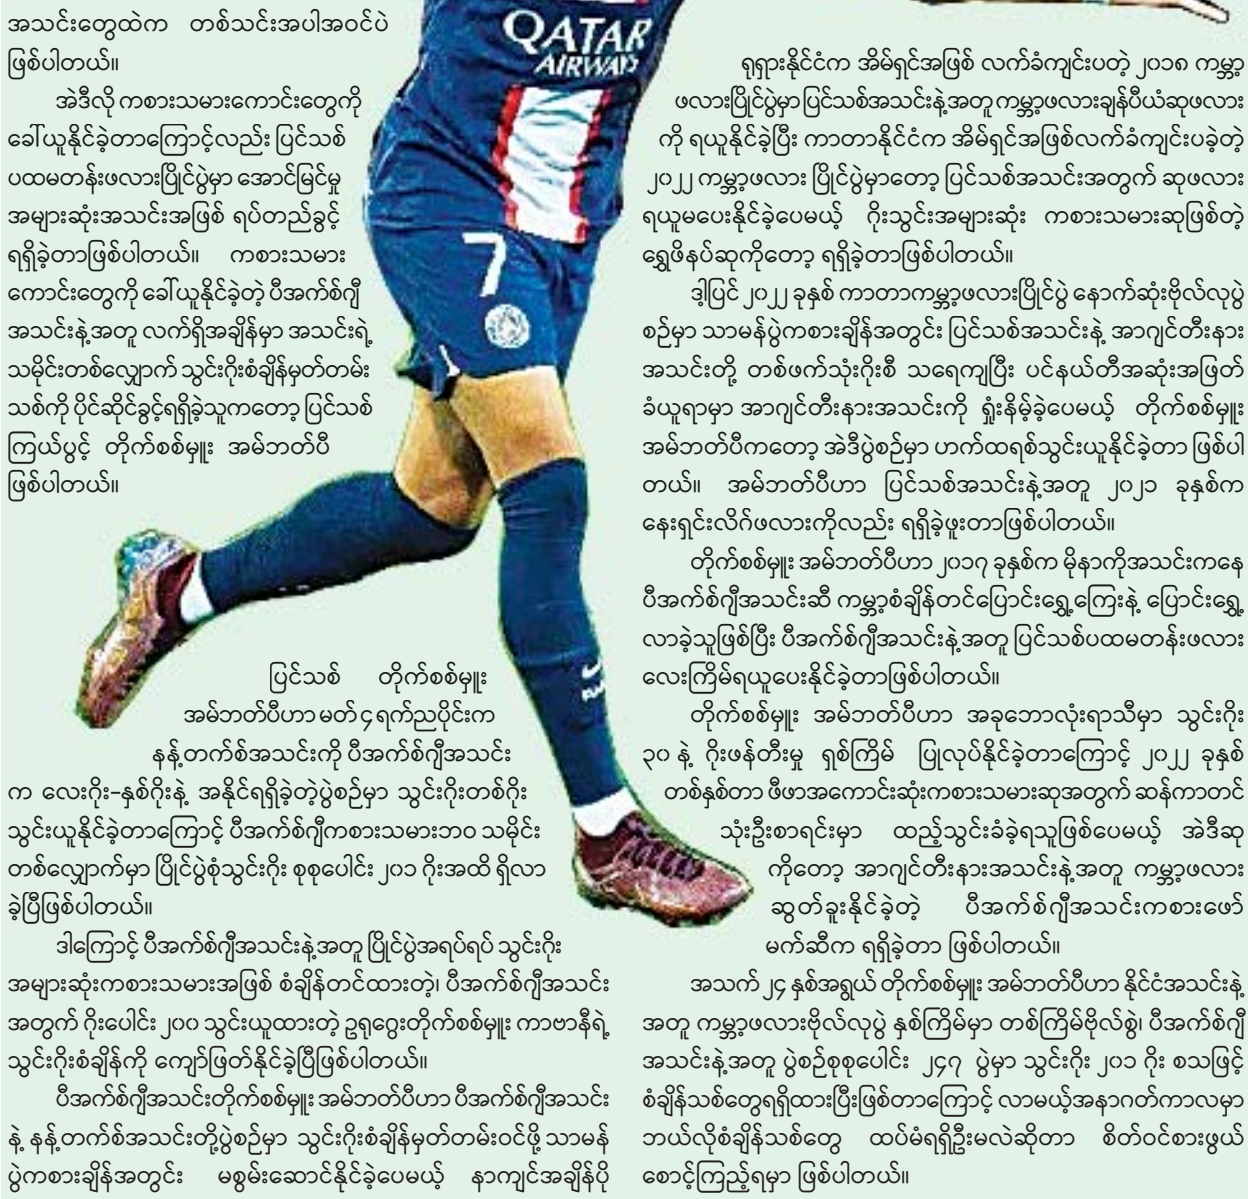 အသင်းတွေထဲက တစ်သင်းအပါအဝင်ပဲ
ဖြစ်ပါတယ်။
အဲဒီလို ကစားသမားကောင်းတွေကို
ခေါ်ယူနိုင်ခဲ့တာကြောင့်လည်း ပြင်သစ်
ပထမတန်းဖလားပြိုင်ပွဲမှာ အောင်မြင်မှု
အများဆုံးအသင်းအဖြစ် ရပ်တည်ခွင့်
ရရှိခဲ့တာဖြစ်ပါတယ်။ ကစားသမား
ကောင်းတွေကို ခေါ်ယူနိုင်ခဲ့တဲ့ ပီအက်စ်ဂျီ
အသင်းနဲ့အတူ လက်ရှိအချိန်မှာ အသင်းရဲ့
သမိုင်းတစ်လျှောက် သွင်းဂိုးစံချိန်မှတ်တမ်း
သစ်ကို ပိုင်ဆိုင်ခွင့်ရရှိခဲ့သူကတော့ ပြင်သစ်
ကြယ်ပွင့် တိုက်စစ်မှူး အမ်ဘတ်ပီ
ဖြစ်ပါတယ်။
ပြင်သစ် တိုက်စစ်မှူး
အမ်ဘတ်ပီဟာ မတ် ၄ ရက်ညပိုင်းက
နန့်တက်စ်အသင်းကို ပီအက်စ်ဂျီအသင်း
က လေးဂိုး-နှစ်ဂိုးနဲ့ အနိုင်ရရှိခဲ့တဲ့ပွဲစဉ်မှာ သွင်းဂိုးတစ်ဂိုး
သွင်းယူနိုင်ခဲ့တာကြောင့် ပီအက်စ်ဂျီကစားသမားဘဝ သမိုင်း
တစ်လျှောက်မှာ ပြိုင်ပွဲစုံသွင်းဂိုး စုစုပေါင်း ၂၀၁ ဂိုးအထိ ရှိလာ
ခဲ့ပြီဖြစ်ပါတယ်။
ဒါကြောင့် ပီအက်စ်ဂျီအသင်းနဲ့အတူ ပြိုင်ပွဲအရပ်ရပ် သွင်းဂိုး
အများဆုံးကစားသမားအဖြစ် စံချိန်တင်ထားတဲ့၊ ပီအက်စ်ဂျီအသင်း
အတွက် ဂိုးပေါင်း ၂၀၀ သွင်းယူထားတဲ့ ဥရုဂွေးတိုက်စစ်မှူး ကာဗာနီရဲ့
သွင်းဂိုးစံချိန်ကို ကျော်ဖြတ်နိုင်ခဲ့ပြီဖြစ်ပါတယ်။
ပီအက်စ်ဂျီအသင်းတိုက်စစ်မှူး အမ်ဘတ်ပီဟာ ပီအက်စ်ဂျီအသင်း
နဲ့ နန့်တက်စ်အသင်းတို့ပွဲစဉ်မှာ သွင်းဂိုးစံချိန်မှတ်တမ်းဝင်ဖို့ သာမန်
ပွဲကစားချိန်အတွင်း မစွမ်းဆောင်နိုင်ခဲ့ပေမယ့် နာကျင်အချိန်ပို
QATAR
AIRWAYS
7
ရုရှားနိုင်ငံက အိမ်ရှင်အဖြစ် လက်ခံကျင်းပတဲ့ ၂၀၁၈ ကမ္ဘာ့
ဖလားပြိုင်ပွဲမှာ ပြင်သစ်အသင်းနဲ့အတူ ကမ္ဘာ့ဖလားချန်ပီယံဆုဖလား
ကို ရယူနိုင်ခဲ့ပြီး ကာတာနိုင်ငံက အိမ်ရှင်အဖြစ်လက်ခံကျင်းပခဲ့တဲ့
၂၀၂၂ ကမ္ဘာ့ဖလား ပြိုင်ပွဲမှာတော့ ပြင်သစ်အသင်းအတွက် ဆုဖလား
ရယူမပေးနိုင်ခဲ့ပေမယ့် ဂိုးသွင်းအများဆုံး ကစားသမားဆုဖြစ်တဲ့
ရွှေဖိနပ်ဆုကိုတော့ ရရှိခဲ့တာဖြစ်ပါတယ်။
ဒါ့ပြင် ၂၀၂၂ ခုနှစ် ကာတာကမ္ဘာ့ဖလားပြိုင်ပွဲ နောက်ဆုံးဗိုလ်လုပွဲ
စဉ်မှာ သာမန်ပွဲကစားချိန်အတွင်း ပြင်သစ်အသင်းနဲ့ အာဂျင်တီးနား
အသင်းတို့ တစ်ဖက်သုံးဂိုးစီ သရေကျပြီး ပင်နယ်တီအဆုံးအဖြတ်
ခံယူရာမှာ အာဂျင်တီးနားအသင်းကို ရှုံးနိမ့်ခဲ့ပေမယ့် တိုက်စစ်မှူး
အမ်ဘတ်ပီကတော့ အဲဒီပွဲစဉ်မှာ ဟက်ထရစ်သွင်းယူနိုင်ခဲ့တာ ဖြစ်ပါ
တယ်။ အမ်ဘတ်ပီဟာ ပြင်သစ်အသင်းနဲ့အတူ ၂၀၂၁ ခုနှစ်က
နေးရှင်းလိဂ်ဖလားကိုလည်း ရရှိခဲ့ဖူးတာဖြစ်ပါတယ်။
တိုက်စစ်မှူး အမ်ဘတ်ပီဟာ ၂၀၁၇ ခုနှစ်က မိုနာကိုအသင်းကနေ
ပီအက်စ်ဂျီအသင်းဆီ ကမ္ဘာ့စံချိန်တင်ပြောင်းရွှေ့ကြေးနဲ့ ပြောင်းရွှေ့
လာခဲ့သူဖြစ်ပြီး ပီအက်စ်ဂျီအသင်းနဲ့အတူ ပြင်သစ်ပထမတန်းဖလား
လေးကြိမ်ရယူပေးနိုင်ခဲ့တာဖြစ်ပါတယ်။
တိုက်စစ်မှူး အမ်ဘတ်ပီဟာ အခုဘောလုံးရာသီမှာ သွင်းဂိုး
၃၀ နဲ့ ဂိုးဖန်တီးမှု ရှစ်ကြိမ် ပြုလုပ်နိုင်ခဲ့တာကြောင့် ၂၀၂၂ ခုနှစ်
တစ်နှစ်တာ ဖီဖာအကောင်းဆုံးကစားသမားဆုအတွက် ဆန်ကာတင်
သုံးဦးစာရင်းမှာ ထည့်သွင်းခံခဲ့ရသူဖြစ်ပေမယ့် အဲဒီဆု
ကိုတော့ အာဂျင်တီးနားအသင်းနဲ့အတူ ကမ္ဘာ့ဖလား
ဆွတ်ခူးနိုင်ခဲ့တဲ့ ပီအက်စ်ဂျီအသင်းကစားဖော်
မက်ဆီက ရရှိခဲ့တာ ဖြစ်ပါတယ်။
အသက် ၂၄ နှစ်အရွယ် တိုက်စစ်မှူး အမ်ဘတ်ပီဟာ နိုင်ငံအသင်းနဲ့
အတူ ကမ္ဘာ့ဖလားဗိုလ်လုပွဲ နှစ်ကြိမ်မှာ တစ်ကြိမ်ဗိုလ်စွဲ၊ ပီအက်စ်ဂျီ
အသင်းနဲ့အတူ ပွဲစဉ်စုစုပေါင်း ၂၄၇ ပွဲမှာ သွင်းဂိုး ၂၀၁ ဂိုး စသဖြင့်
စံချိန်သစ်တွေရရှိထားပြီးဖြစ်တာကြောင့် လာမယ့်အနာဂတ်ကာလမှာ
ဘယ်လိုစံချိန်သစ်တွေ ထပ်မံရရှိဦးမလဲဆိုတာ စိတ်ဝင်စားဖွယ်
စောင့်ကြည့်ရမှာ ဖြစ်ပါတယ်။